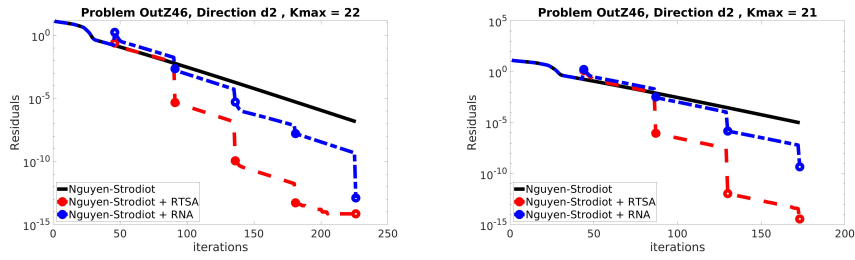 Problem OutZ46, Direction d2 , Kmax = 22
10^0
10^-5
10^-10
10^-15
Residuals
Nguyen-Strodiot
Nguyen-Strodiot + RTSA
Nguyen-Strodiot + RNA
0 50 100 150 200 250
iterations
Problem OutZ46, Direction d2 , Kmax = 21
10^5
10^0
10^-5
10^-10
10^-15
Residuals
Nguyen-Strodiot
Nguyen-Strodiot + RTSA
Nguyen-Strodiot + RNA
0 50 100 150 200
iterations